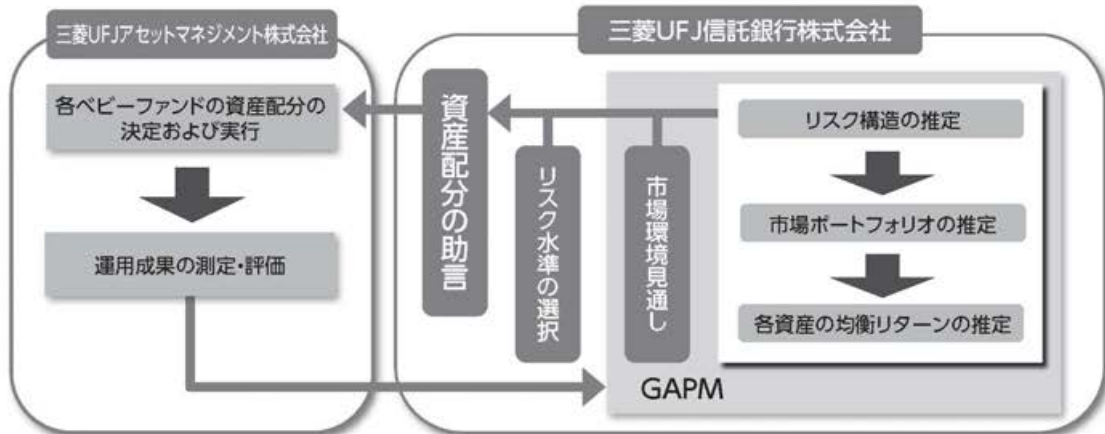 三菱UFJアセットマネジメント株式会社
各ベビーファンドの資産配分の
決定および実行
運用成果の測定・評価
三菱UFJ信託銀行株式会社
資産配分の助言
リスク水準の選択
市場環境見通し
リスク構造の推定
市場ポートフォリオの推定
各資産の均衡リターンの推定
GAPM